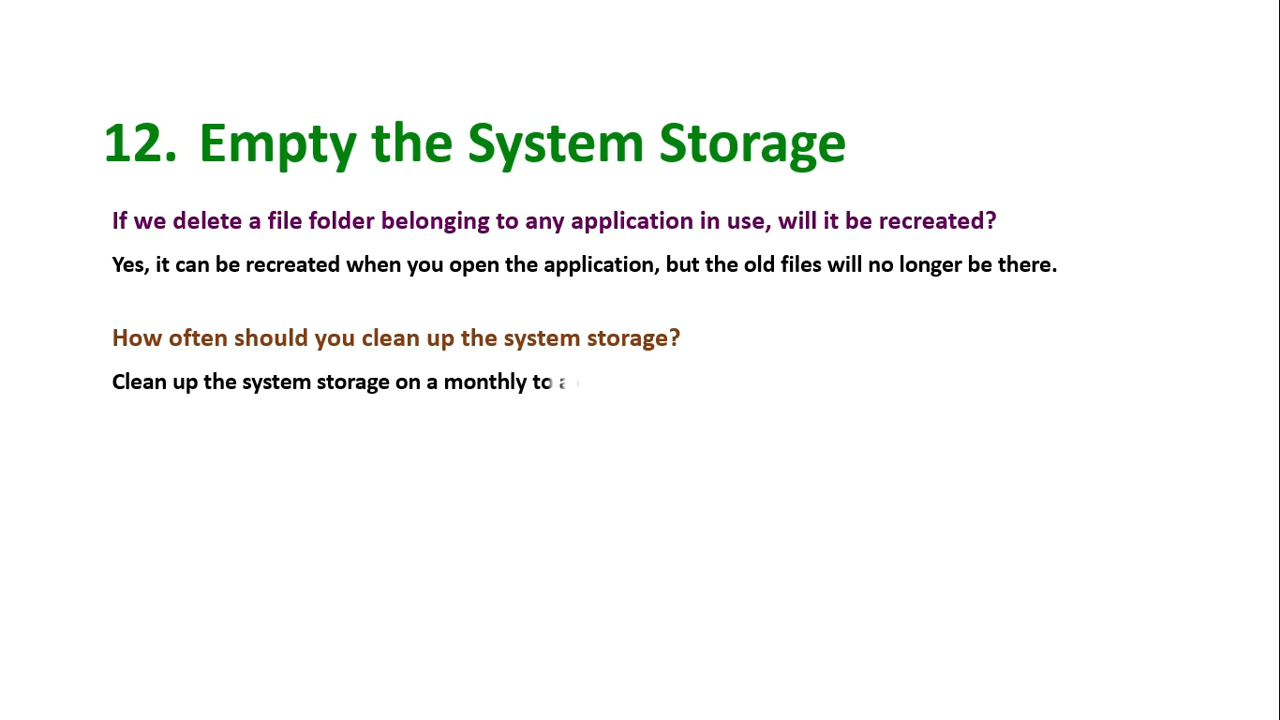 12. Empty the System Storage
If we delete a file folder belonging to any application in use, will it be recreated?
Yes, it can be recreated when you open the application, but the old files will no longer be there.
How often should you clean up the system storage?
Clean up the system storage on a monthly to a